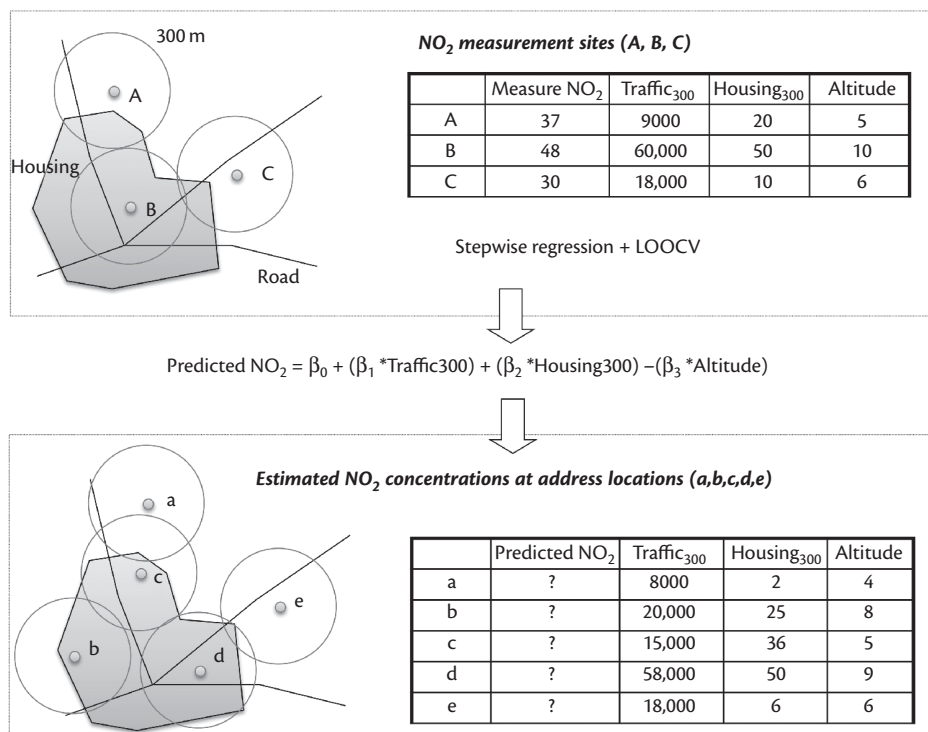 300 m
A
Housing
C
B
Road
NO₂ measurement sites (A, B, C)
Measure NO₂ Traffic₃₀₀ Housing₃₀₀ Altitude
A 37 9000 20 5
B 48 60,000 50 10
C 30 18,000 10 6
Stepwise regression + LOOCV
Predicted NO₂ = β₀ + (β₁ *Traffic300) + (β₂ *Housing300) –(β₃ *Altitude)
Estimated NO₂ concentrations at address locations (a,b,c,d,e)
a
c
e
b
d
Predicted NO₂ Traffic₃₀₀ Housing₃₀₀ Altitude
a ? 8000 2 4
b ? 20,000 25 8
c ? 15,000 36 5
d ? 58,000 50 9
e ? 18,000 6 6